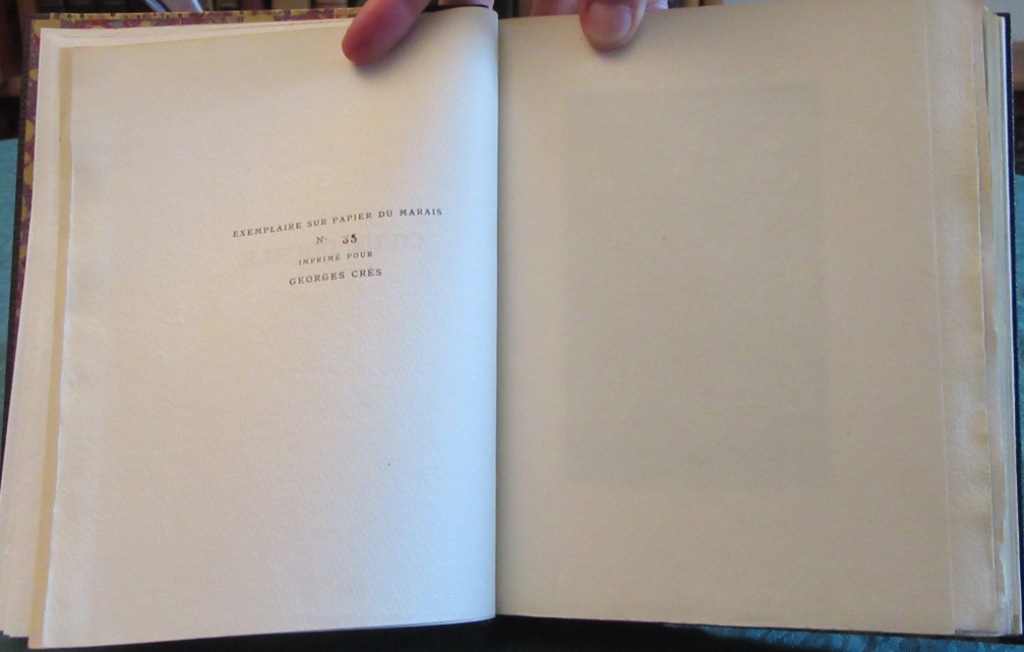 EXEMPLAIRE SUR PAPIER DU MARAIS
N° 35
IMPRIMÉ POUR
GEORGES CRÈS